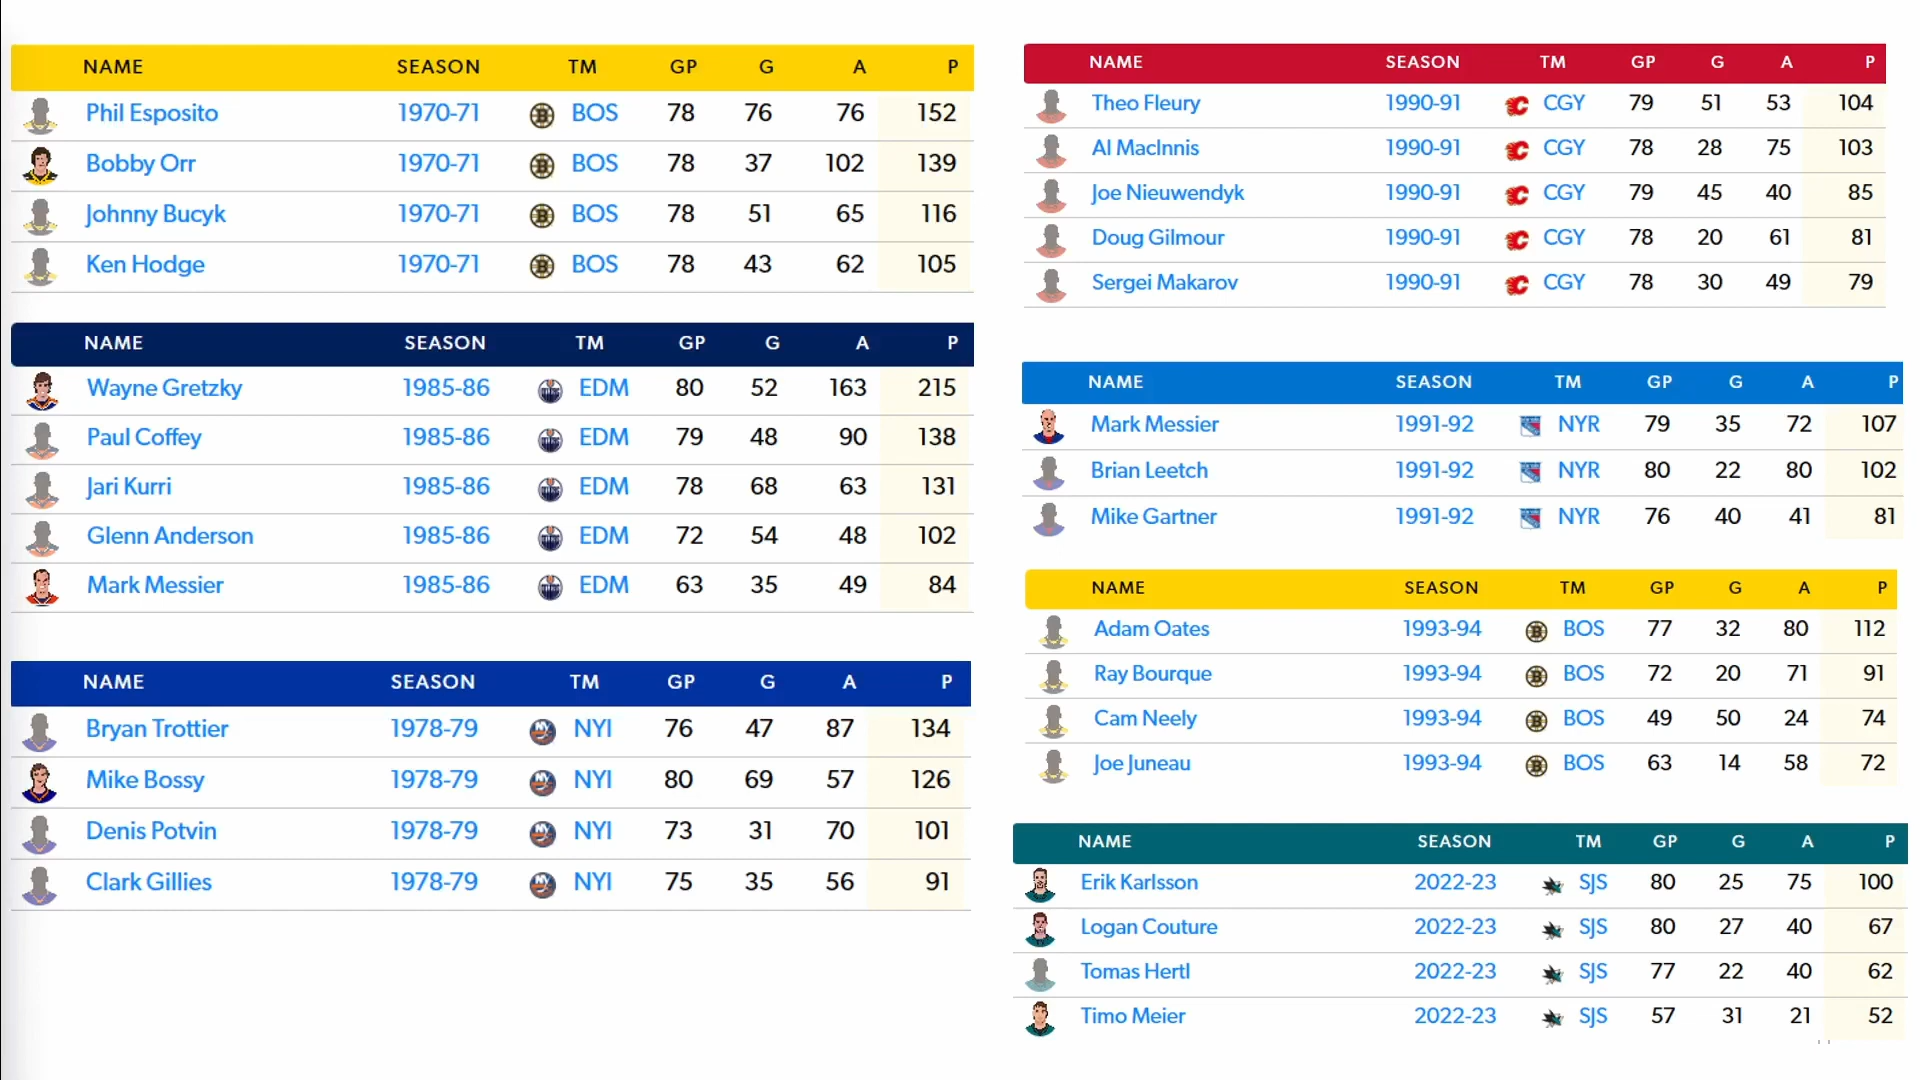 NAME SEASON TM GP G A P
Phil Esposito 1970-71 BOS 78 76 76 152
Bobby Orr 1970-71 BOS 78 37 102 139
Johnny Bucyk 1970-71 BOS 78 51 65 116
Ken Hodge 1970-71 BOS 78 43 62 105
NAME SEASON TM GP G A P
Wayne Gretzky 1985-86 EDM 80 52 163 215
Paul Coffey 1985-86 EDM 79 48 90 138
Jari Kurri 1985-86 EDM 78 68 63 131
Glenn Anderson 1985-86 EDM 72 54 48 102
Mark Messier 1985-86 EDM 63 35 49 84
NAME SEASON TM GP G A P
Bryan Trottier 1978-79 NYI 76 47 87 134
Mike Bossy 1978-79 NYI 80 69 57 126
Denis Potvin 1978-79 NYI 73 31 70 101
Clark Gillies 1978-79 NYI 75 35 56 91
NAME SEASON TM GP G A P
Theo Fleury 1990-91 CGY 79 51 53 104
Al MacInnis 1990-91 CGY 78 28 75 103
Joe Nieuwendyk 1990-91 CGY 79 45 40 85
Doug Gilmour 1990-91 CGY 78 20 61 81
Sergei Makarov 1990-91 CGY 78 30 49 79
NAME SEASON TM GP G A P
Mark Messier 1991-92 NYR 79 35 72 107
Brian Leetch 1991-92 NYR 80 22 80 102
Mike Gartner 1991-92 NYR 76 40 41 81
NAME SEASON TM GP G A P
Adam Oates 1993-94 BOS 77 32 80 112
Ray Bourque 1993-94 BOS 72 20 71 91
Cam Neely 1993-94 BOS 49 50 24 74
Joe Juneau 1993-94 BOS 63 14 58 72
NAME SEASON TM GP G A P
Erik Karlsson 2022-23 SJS 80 25 75 100
Logan Couture 2022-23 SJS 80 27 40 67
Tomas Hertl 2022-23 SJS 77 22 40 62
Timo Meier 2022-23 SJS 57 31 21 52